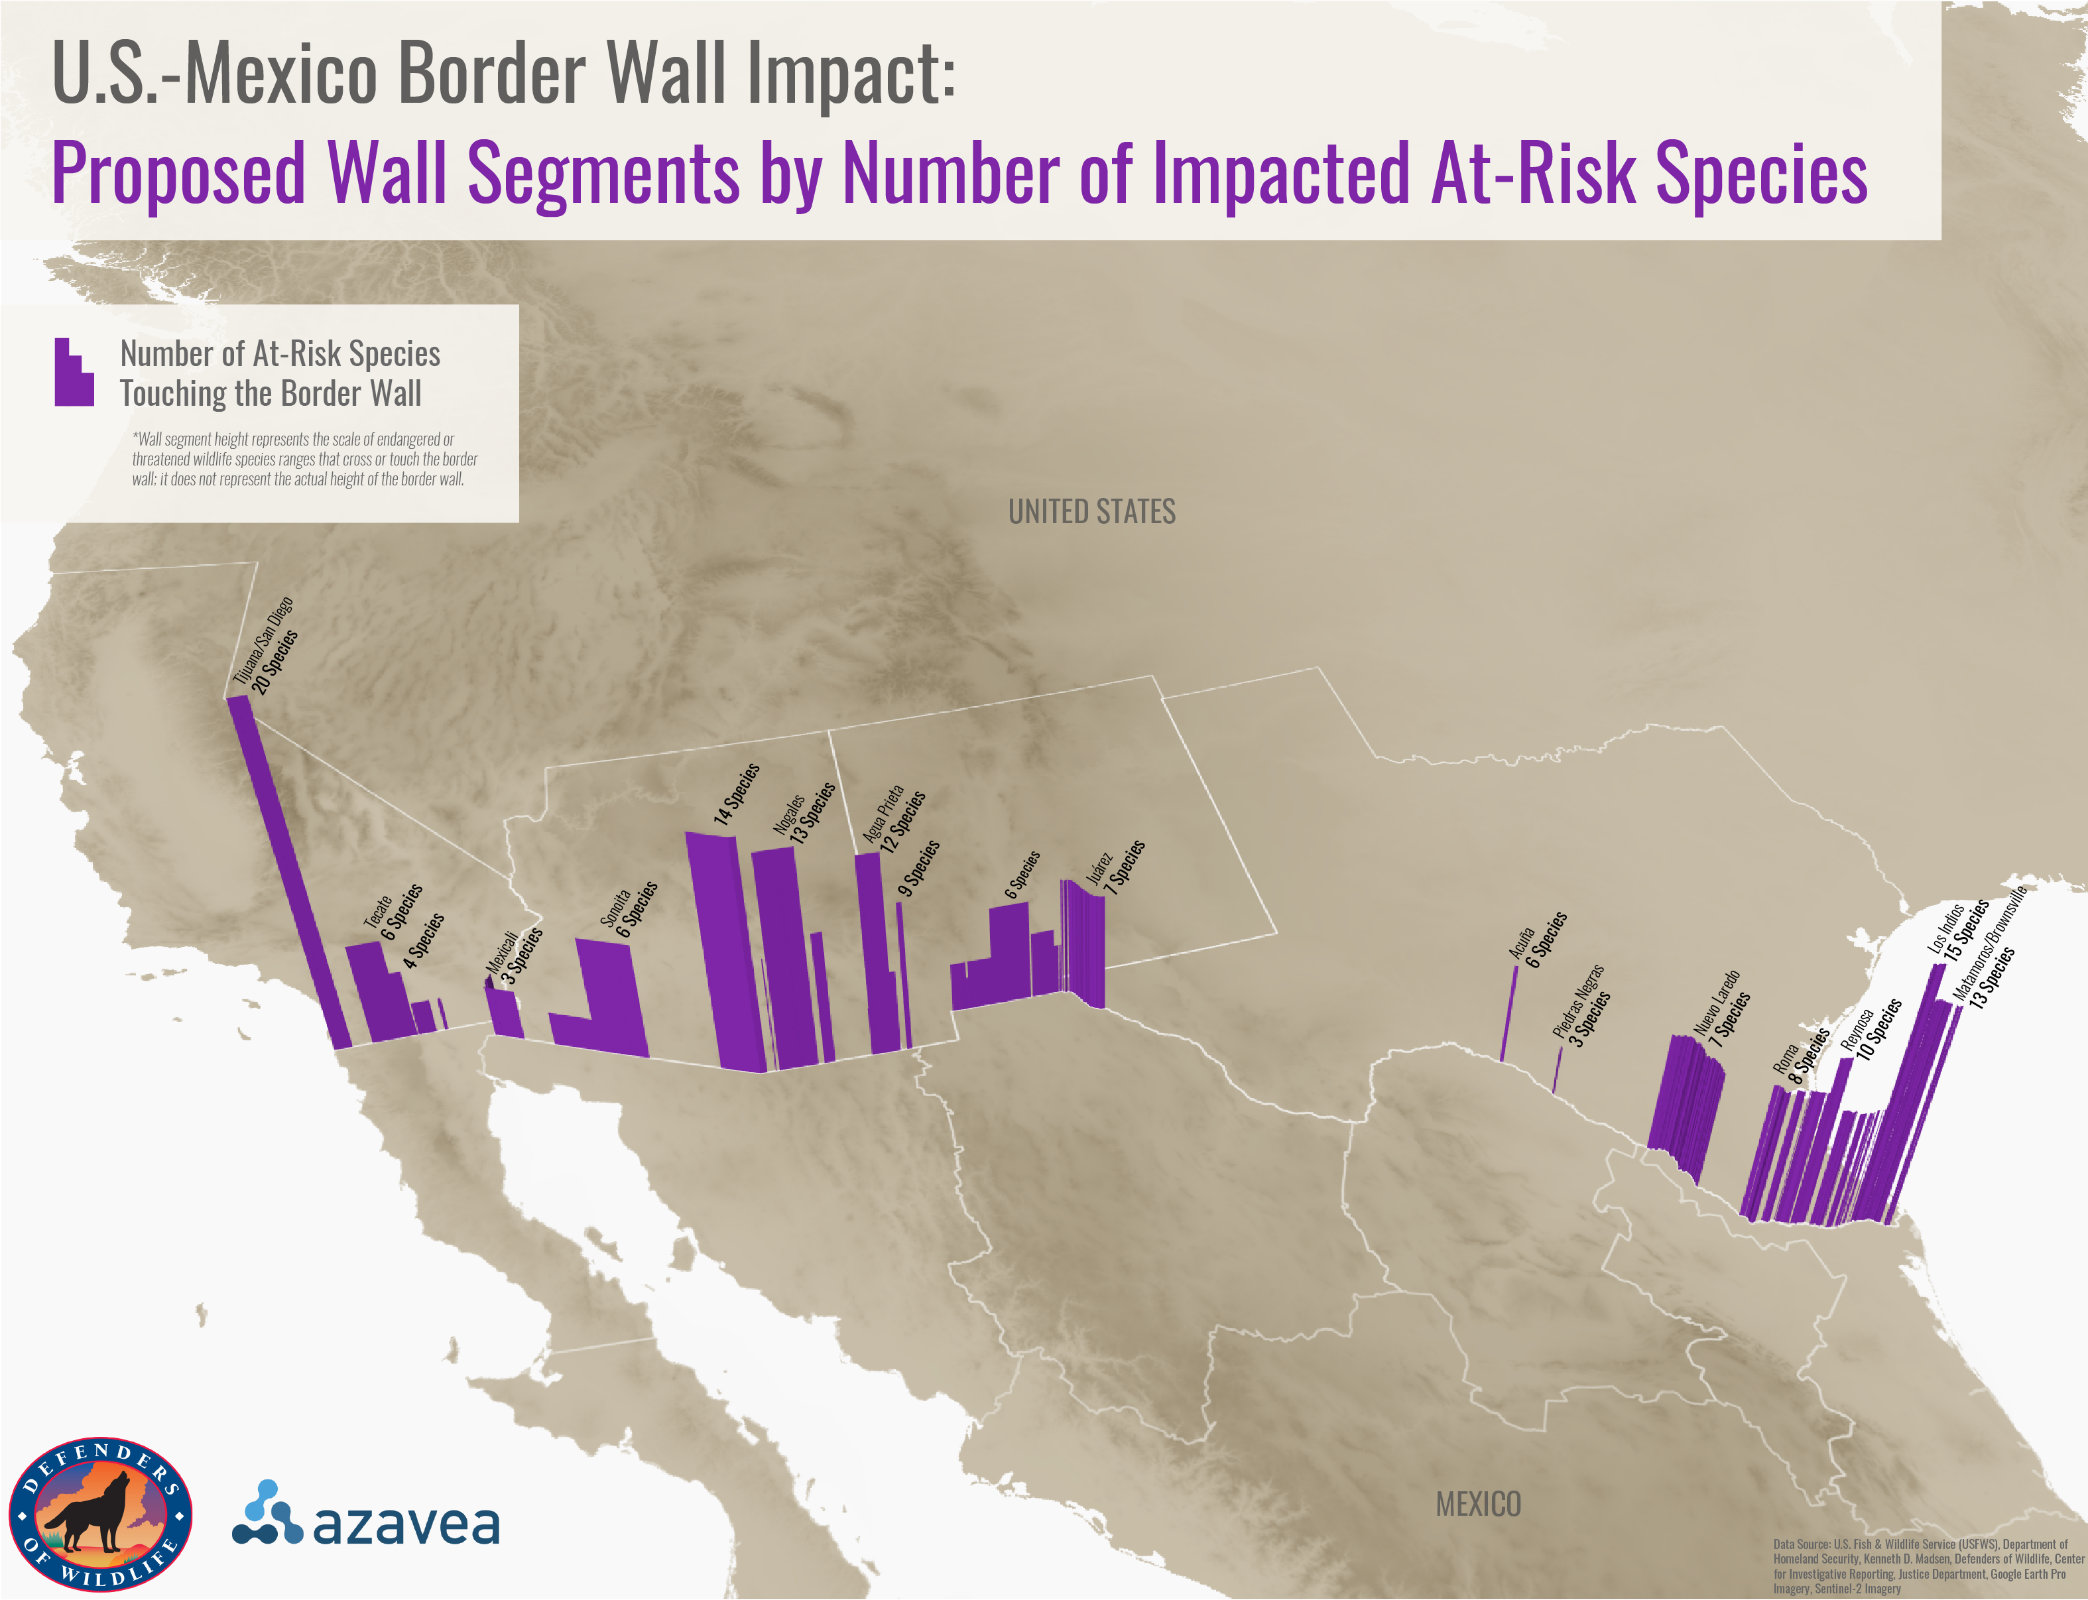 U.S.-Mexico Border Wall Impact:
Proposed Wall Segments by Number of Impacted At-Risk Species
Number of At-Risk Species
Touching the Border Wall
*Wall segment height represents the scale of endangered or
threatened wildlife species ranges that cross or touch the border
wall; it does not represent the actual height of the border wall.
UNITED STATES
Tijuana/San Diego
20 Species
Tecate
6 Species
4 Species
Mexicali
3 Species
Sonoita
6 Species
14 Species
Nogales
13 Species
Agua Prieta
12 Species
9 Species
6 Species
Juárez
7 Species
Acuña
6 Species
Piedras Negras
3 Species
Nuevo Laredo
7 Species
Roma
8 Species
Reynosa
10 Species
Los Indios
15 Species
Matamoros/Brownsville
13 Species
MEXICO
DEFENDERS
OF WILDLIFE
azavea
Data Source: U.S. Fish & Wildlife Service (USFWS), Department of
Homeland Security, Kenneth D. Madsen, Defenders of Wildlife, Center
for Investigative Reporting, Justice Department, Google Earth Pro
Imagery, Sentinel-2 Imagery